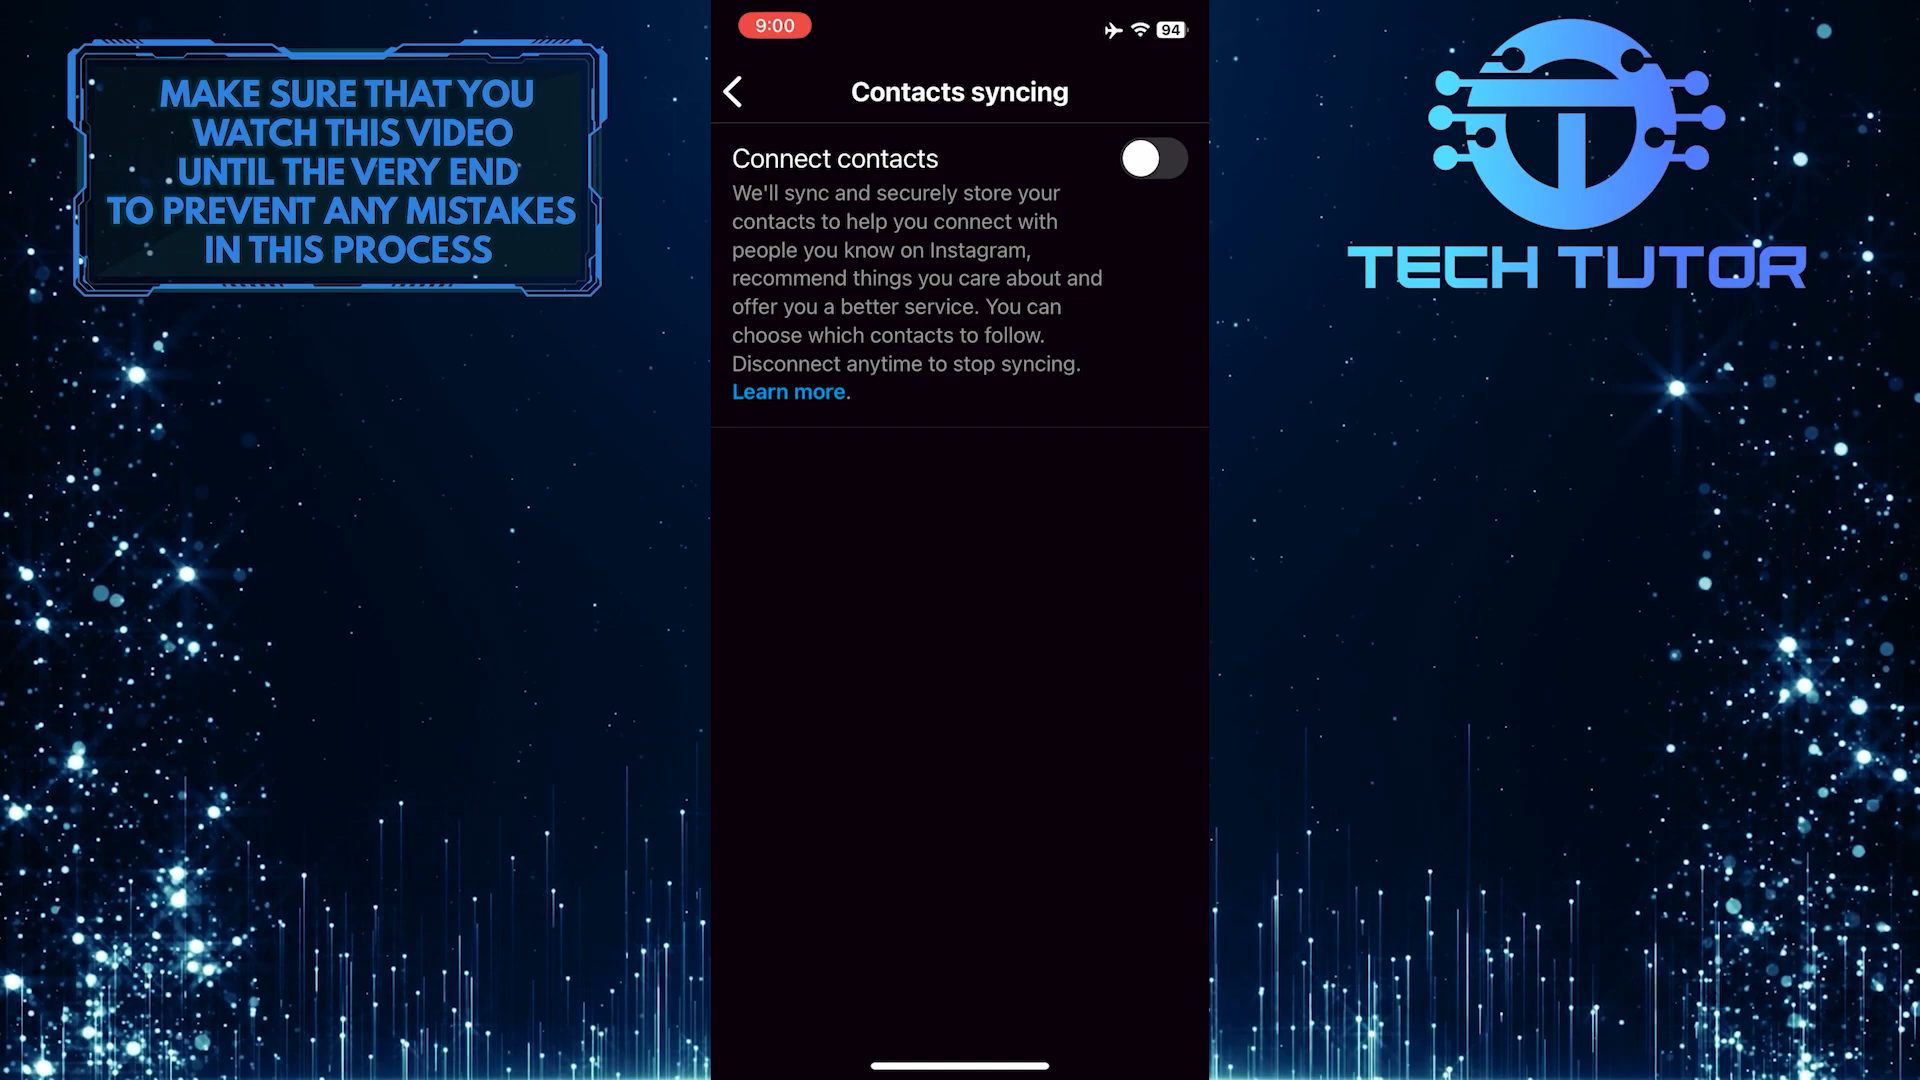 MAKE SURE THAT YOU
WATCH THIS VIDEO
UNTIL THE VERY END
TO PREVENT ANY MISTAKES
IN THIS PROCESS
9:00
94
Contacts syncing
Connect contacts
We'll sync and securely store your
contacts to help you connect with
people you know on Instagram,
recommend things you care about and
offer you a better service. You can
choose which contacts to follow.
Disconnect anytime to stop syncing.
Learn more.
TECH TUTOR